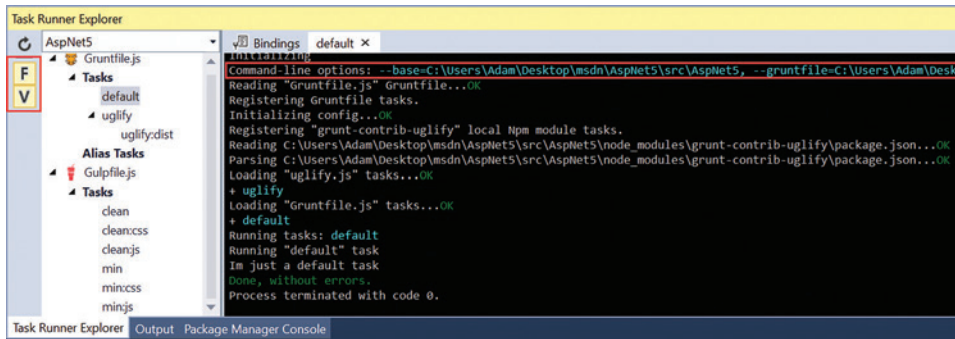 Task Runner Explorer
AspNet5
Gruntfile.js
F
Tasks
V
default
uglify
uglify:dist
Alias Tasks
Gulpfile.js
Tasks
clean
clean:css
clean:js
min
min:css
min:js
Bindings default ×
Initializing
Command-line options: --base=C:\Users\Adam\Desktop\msdn\AspNet5\src\AspNet5, --gruntfile=C:\Users\Adam\Desk
Reading "Gruntfile.js" Gruntfile...OK
Registering Gruntfile tasks.
Initializing config...OK
Registering "grunt-contrib-uglify" local Npm module tasks.
Reading C:\Users\Adam\Desktop\msdn\AspNet5\src\AspNet5\node_modules\grunt-contrib-uglify\package.json...OK
Parsing C:\Users\Adam\Desktop\msdn\AspNet5\src\AspNet5\node_modules\grunt-contrib-uglify\package.json...OK
Loading "uglify.js" tasks...OK
+ uglify
Loading "Gruntfile.js" tasks...OK
+ default
Running tasks: default
Running "default" task
Im just a default task
Done, without errors.
Process terminated with code 0.
Task Runner Explorer Output Package Manager Console